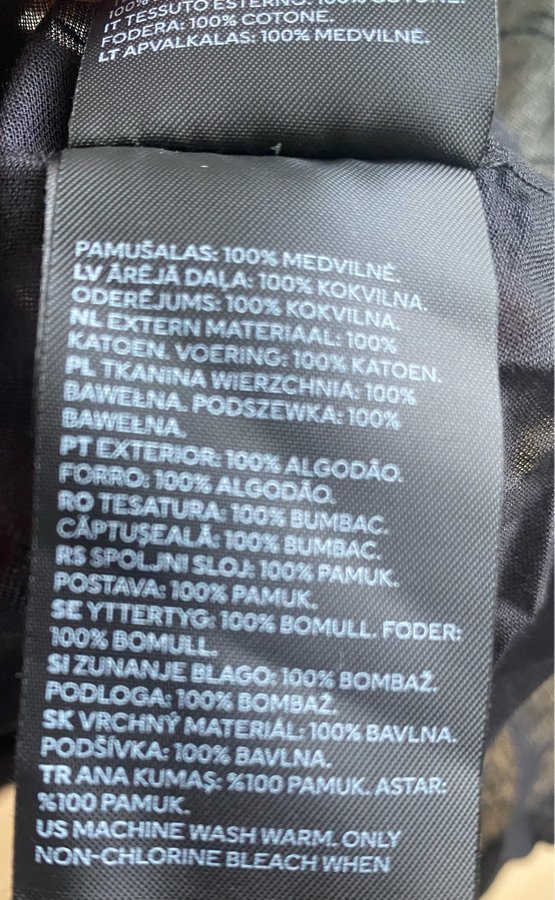 100% COTONE.
IT TESSUTO ESTERNO: 100% COTONE.
FODERA: 100% COTONE.
LT APVALKALAS: 100% MEDVILNĖ.
PAMUŠALAS: 100% MEDVILNĖ.
LV ĀRĒJĀ DAĻA: 100% KOKVILNA.
ODERĒJUMS: 100% KOKVILNA.
NL EXTERN MATERIAAL: 100%
KATOEN. VOERING: 100% KATOEN.
PL TKANINA WIERZCHNIA: 100%
BAWEŁNA. PODSZEWKA: 100%
BAWEŁNA.
PT EXTERIOR: 100% ALGODÃO.
FORRO: 100% ALGODÃO.
RO TESATURA: 100% BUMBAC.
CĂPTUŞEALĂ: 100% BUMBAC.
RS SPOLJNI SLOJ: 100% PAMUK.
POSTAVA: 100% PAMUK.
SE YTTERTYG: 100% BOMULL. FODER:
100% BOMULL.
SI ZUNANJE BLAGO: 100% BOMBAŽ.
PODLOGA: 100% BOMBAŽ.
SK VRCHNÝ MATERIÁL: 100% BAVLNA.
PODŠÍVKA: 100% BAVLNA.
TR ANA KUMAŞ: %100 PAMUK. ASTAR:
%100 PAMUK.
US MACHINE WASH WARM. ONLY
NON-CHLORINE BLEACH WHEN